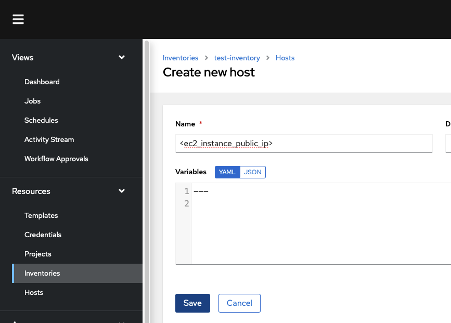 Views
Dashboard
Jobs
Schedules
Activity Stream
Workflow Approvals
Resources
Templates
Credentials
Projects
Inventories
Hosts
Inventories > test-inventory > Hosts
Create new host
Name * D
<ec2_instance_public_ip>
Variables YAML JSON
1 ---
2
Save Cancel